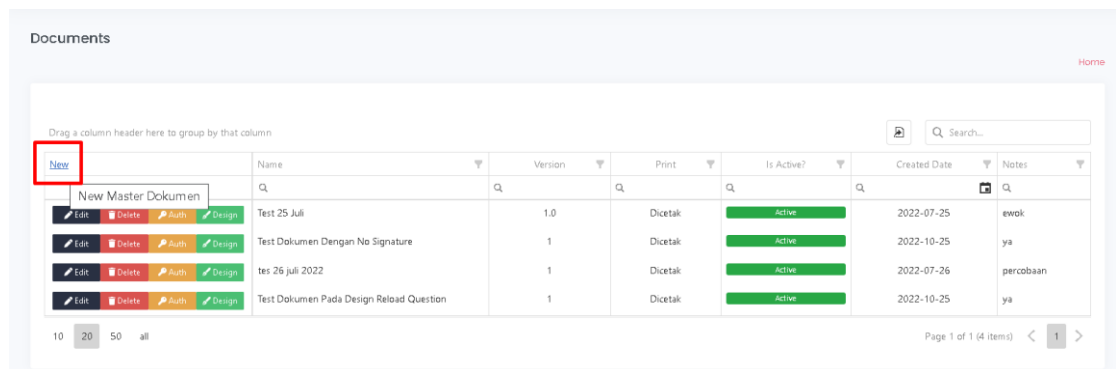 Documents
Home
Drag a column header here to group by that column
Search...
New Name Version Print Is Active? Created Date Notes
New Master Dokumen
Edit Delete Auth Design Test 25 Juli 1.0 Dicetak Active 2022-07-25 ewok
Edit Delete Auth Design Test Dokumen Dengan No Signature 1 Dicetak Active 2022-10-25 ya
Edit Delete Auth Design tes 26 juli 2022 1 Dicetak Active 2022-07-26 percobaan
Edit Delete Auth Design Test Dokumen Pada Design Reload Question 1 Dicetak Active 2022-10-25 ya
10 20 50 all Page 1 of 1 (4 items) 1